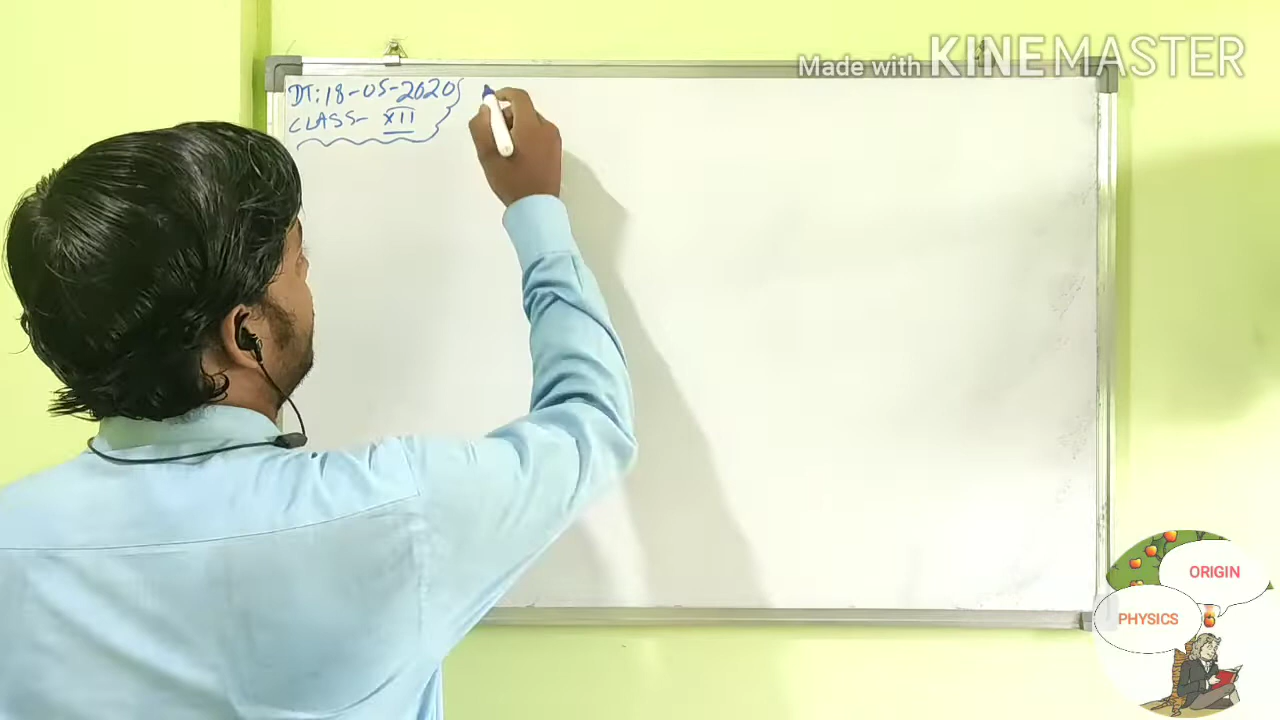 Made with KINEMASTER
DT:18-05-2020
CLASS- XII
ORIGIN
PHYSICS